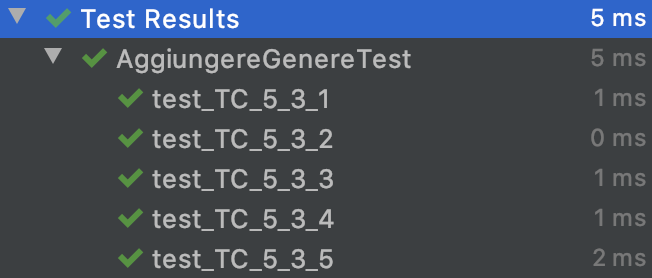 Test Results 5 ms
AggiungereGenereTest 5 ms
test_TC_5_3_1 1 ms
test_TC_5_3_2 0 ms
test_TC_5_3_3 1 ms
test_TC_5_3_4 1 ms
test_TC_5_3_5 2 ms